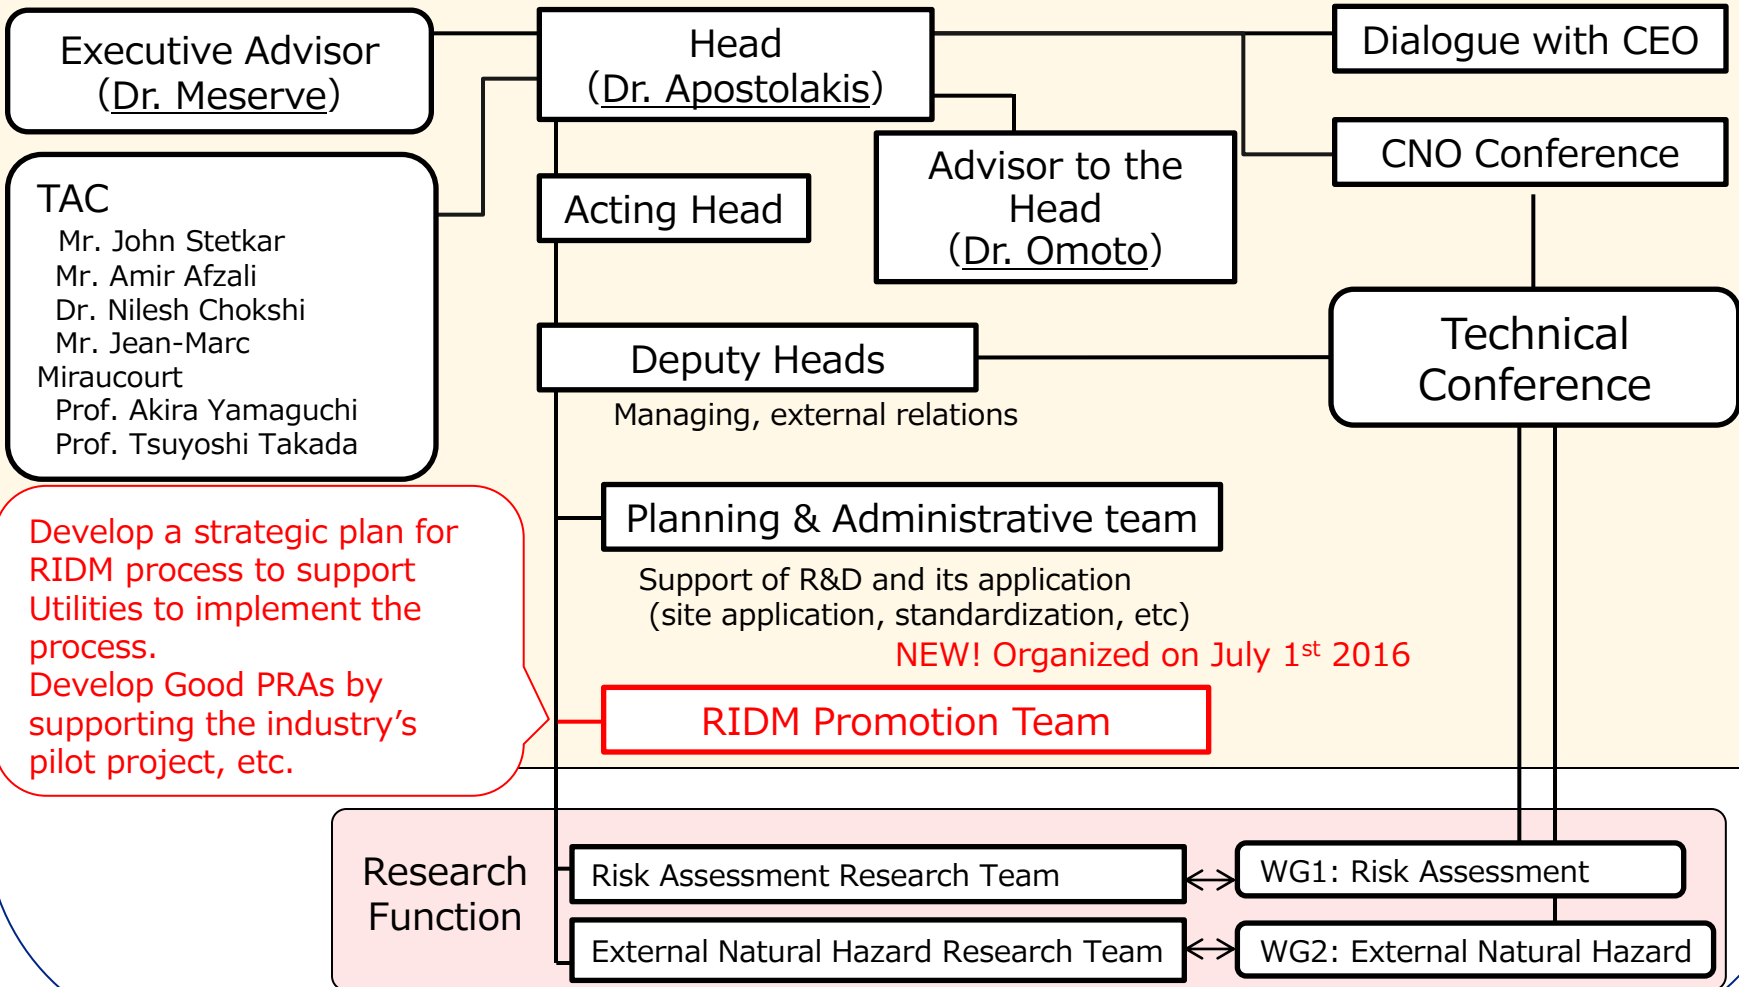 Executive Advisor
(Dr. Meserve)
Head
(Dr. Apostolakis)
Dialogue with CEO
CNO Conference
TAC
Mr. John Stetkar
Mr. Amir Afzali
Dr. Nilesh Chokshi
Mr. Jean-Marc
Miraucourt
Prof. Akira Yamaguchi
Prof. Tsuyoshi Takada
Acting Head
Advisor to the
Head
(Dr. Omoto)
Deputy Heads
Managing, external relations
Technical
Conference
Planning & Administrative team
Support of R&D and its application
(site application, standardization, etc)
NEW! Organized on July 1st 2016
RIDM Promotion Team
Develop a strategic plan for
RIDM process to support
Utilities to implement the
process.
Develop Good PRAs by
supporting the industry’s
pilot project, etc.
Research
Function
Risk Assessment Research Team
WG1: Risk Assessment
External Natural Hazard Research Team
WG2: External Natural Hazard